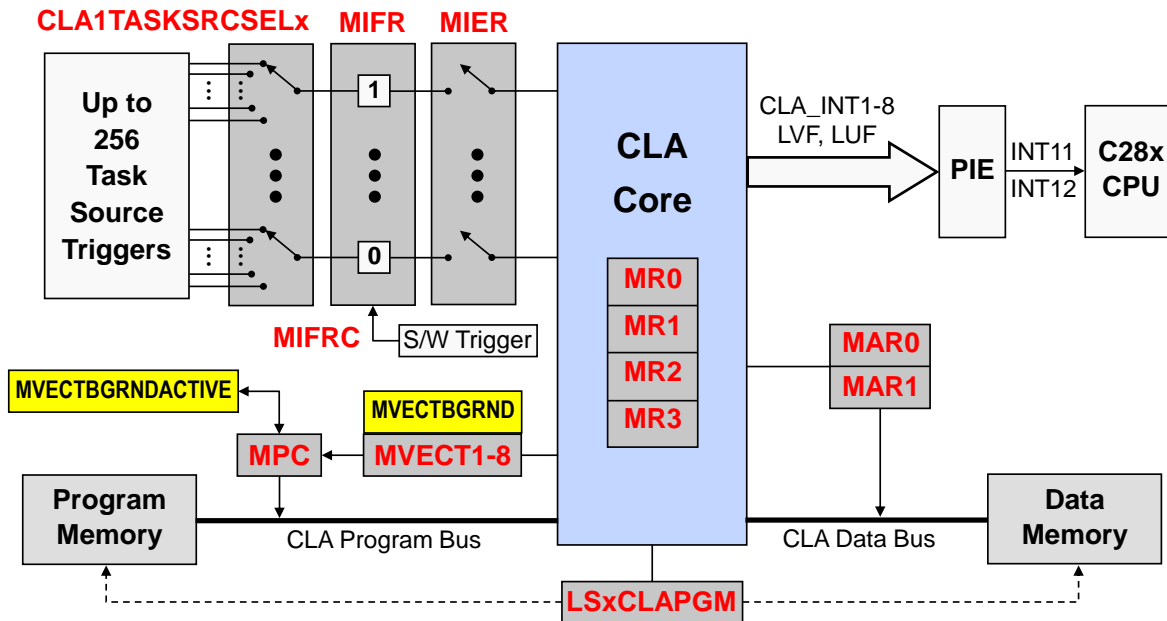 CLA1TASKSRCSELx
MIFR
MIER
Up to
256
Task
Source
Triggers
1
0
CLA
Core
CLA_INT1-8
LVF, LUF
PIE
INT11
INT12
C28x
CPU
MIFRC
S/W Trigger
MR0
MR1
MR2
MR3
MAR0
MAR1
MVECTBGRNDACTIVE
MVECTBGRND
MPC
MVECT1-8
Program
Memory
CLA Program Bus
CLA Data Bus
Data
Memory
LSxCLAPGM